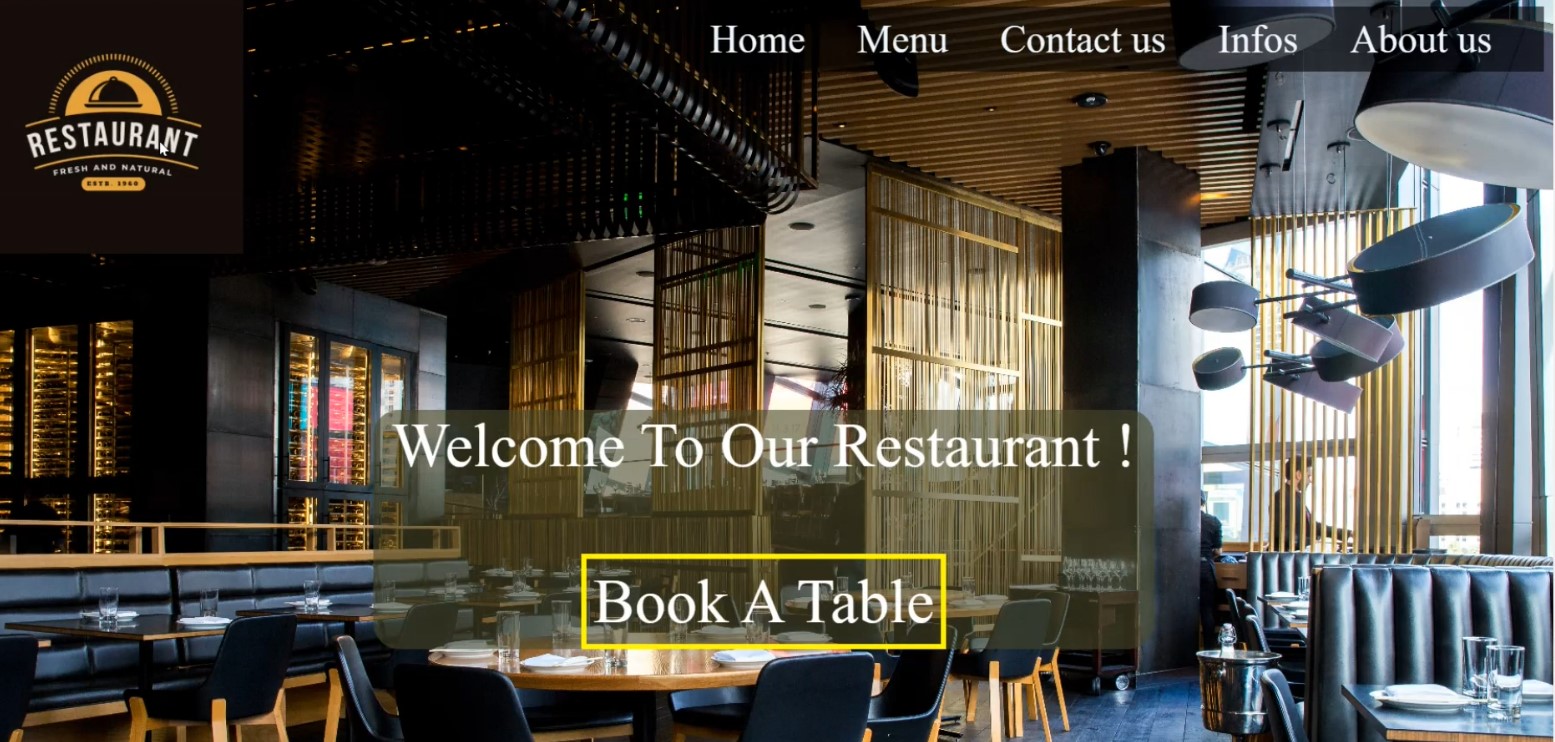 Home Menu Contact us Infos About us
RESTAURANT
FRESH AND NATURAL
ESTD. 1960
Welcome To Our Restaurant !
Book A Table